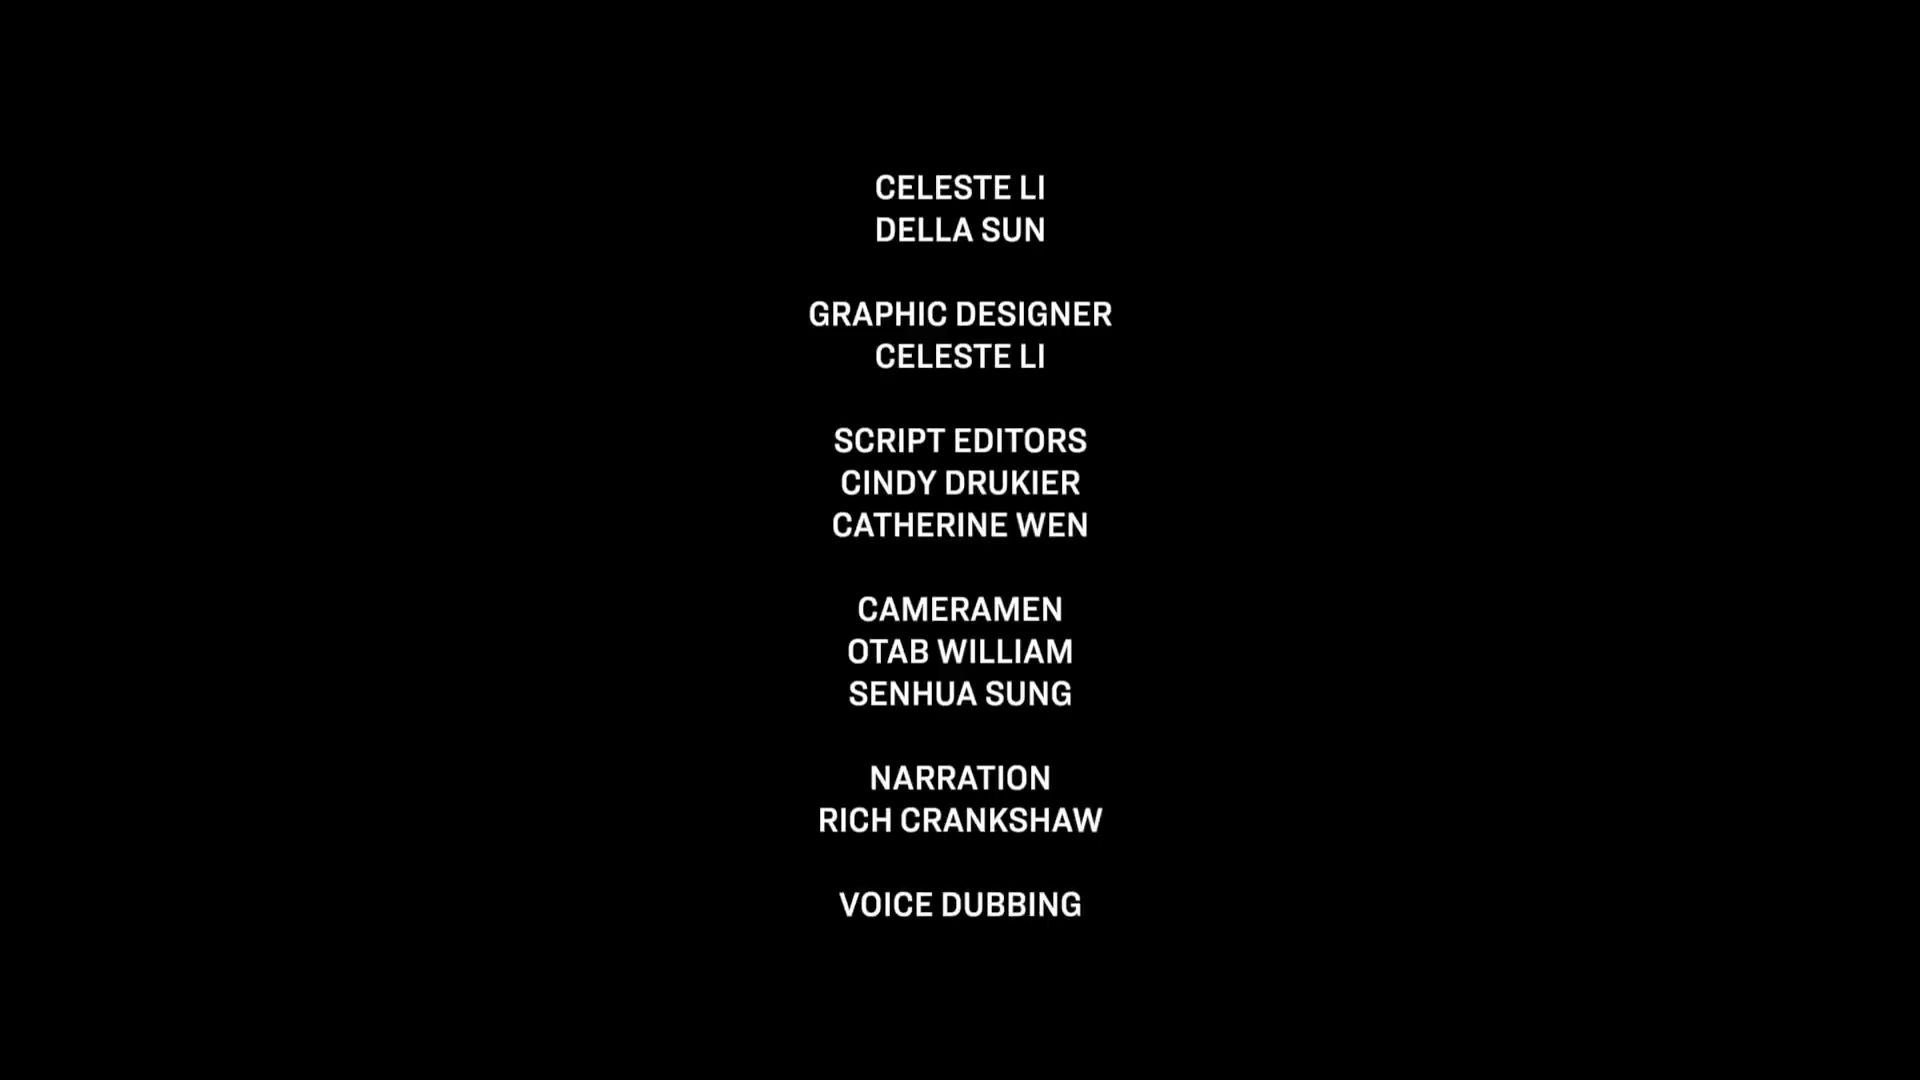 CELESTE LI
DELLA SUN
GRAPHIC DESIGNER
CELESTE LI
SCRIPT EDITORS
CINDY DRUKIER
CATHERINE WEN
CAMERAMEN
OTAB WILLIAM
SENHUA SUNG
NARRATION
RICH CRANKSHAW
VOICE DUBBING